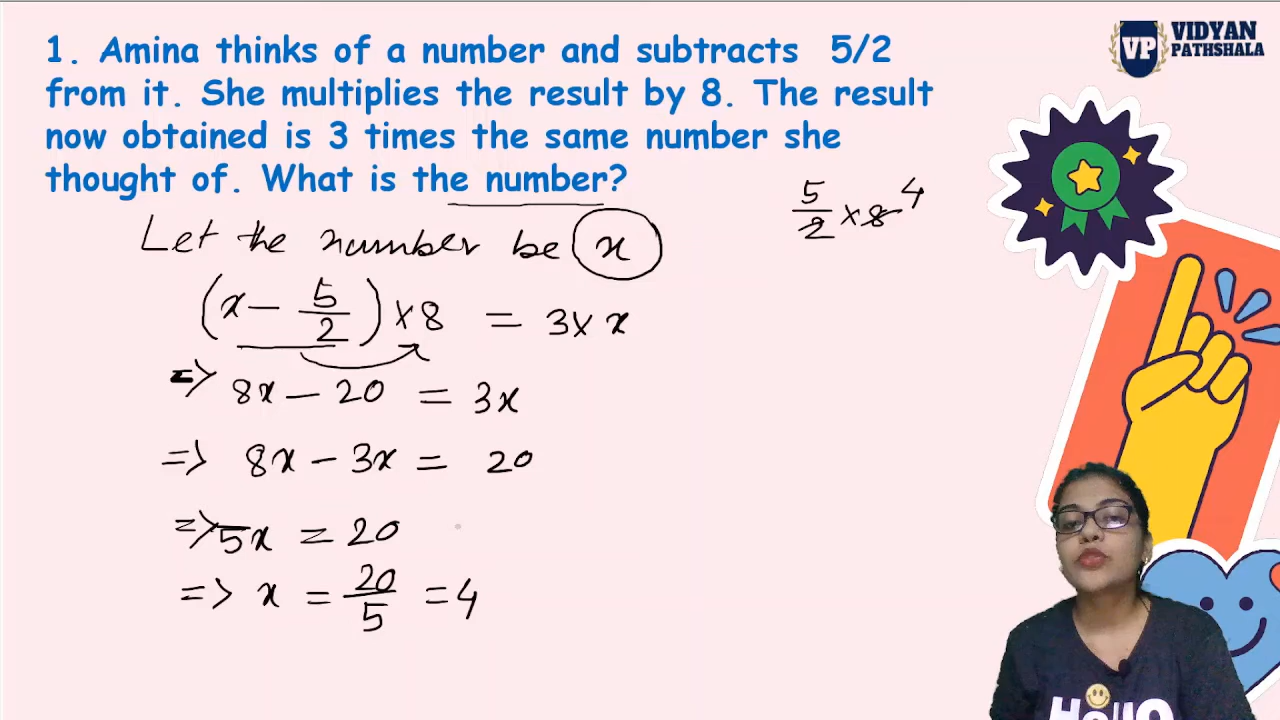 1. Amina thinks of a number and subtracts 5/2
from it. She multiplies the result by 8. The result
now obtained is 3 times the same number she
thought of. What is the number?
VP VIDYAN
PATHSHALA
5/2 × 8 4
Let the number be x
(x − 5/2) × 8 = 3 × x
=> 8x − 20 = 3x
=> 8x − 3x = 20
=> 5x = 20
=> x = 20/5 = 4